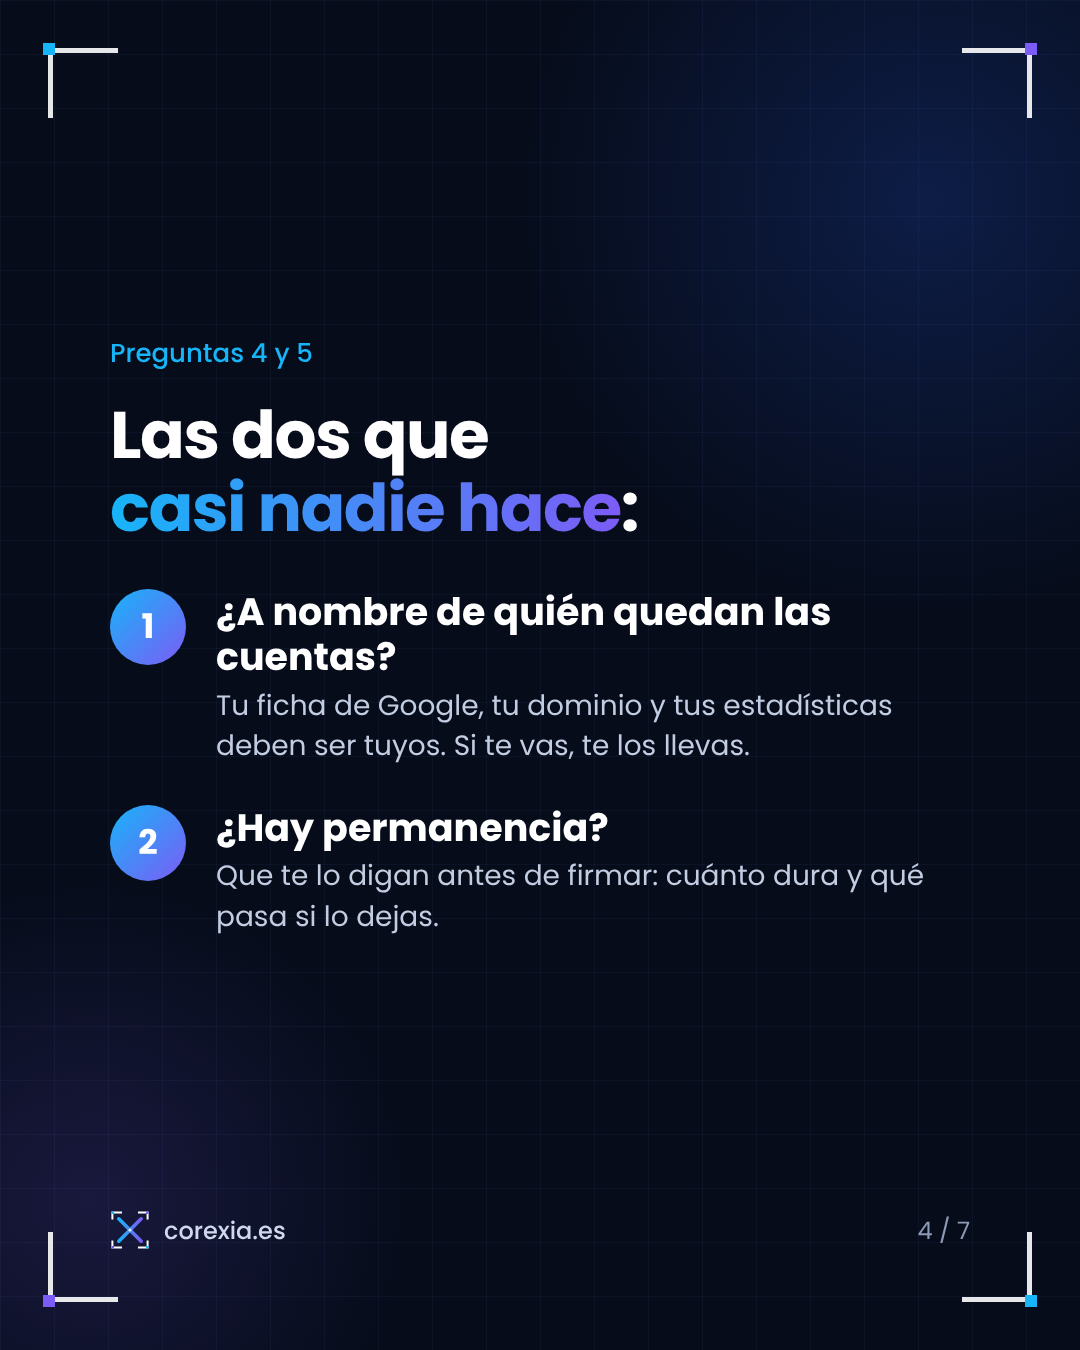 Preguntas 4 y 5
Las dos que
casi nadie hace:
1
¿A nombre de quién quedan las
cuentas?
Tu ficha de Google, tu dominio y tus estadísticas
deben ser tuyos. Si te vas, te los llevas.
2
¿Hay permanencia?
Que te lo digan antes de firmar: cuánto dura y qué
pasa si lo dejas.
corexia.es
4 / 7